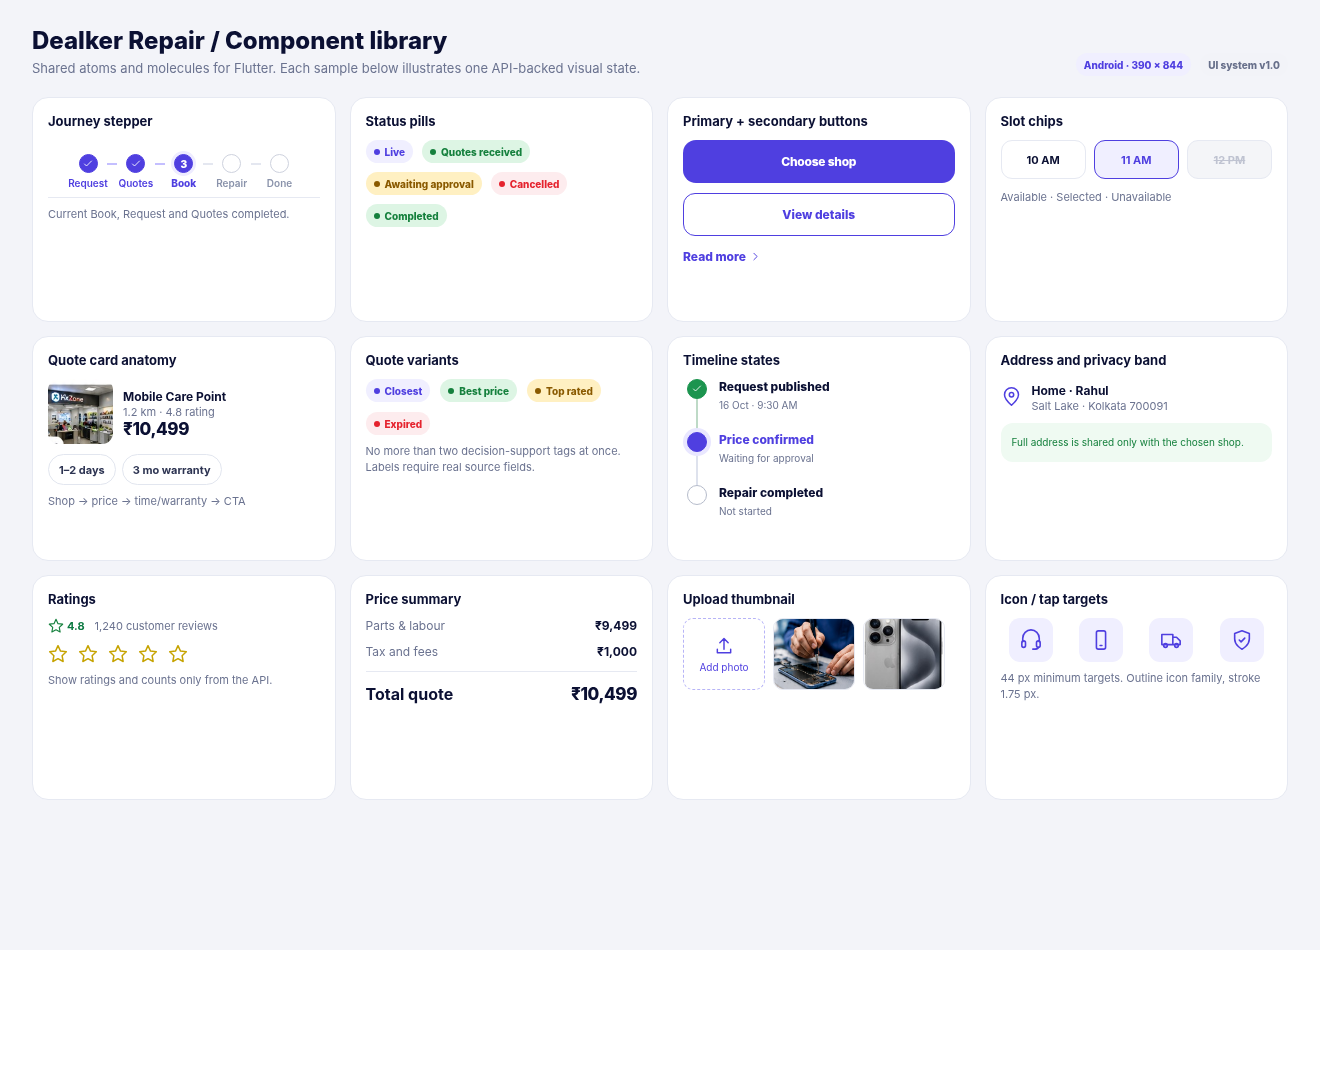 Dealker Repair / Component library
Shared atoms and molecules for Flutter. Each sample below illustrates one API-backed visual state.
Android · 390 × 844
UI system v1.0
Journey stepper
3
Request
Quotes
Book
Repair
Done
Current Book, Request and Quotes completed.
Status pills
Live
Quotes received
Awaiting approval
Cancelled
Completed
Primary + secondary buttons
Choose shop
View details
Read more
Slot chips
10 AM
11 AM
12 PM
Available · Selected · Unavailable
Quote card anatomy
Mobile Care Point
1.2 km · 4.8 rating
₹10,499
1–2 days
3 mo warranty
Shop → price → time/warranty → CTA
Quote variants
Closest
Best price
Top rated
Expired
No more than two decision-support tags at once.
Labels require real source fields.
Timeline states
Request published
16 Oct · 9:30 AM
Price confirmed
Waiting for approval
Repair completed
Not started
Address and privacy band
Home · Rahul
Salt Lake · Kolkata 700091
Full address is shared only with the chosen shop.
Ratings
4.8
1,240 customer reviews
Show ratings and counts only from the API.
Price summary
Parts & labour
₹9,499
Tax and fees
₹1,000
Total quote
₹10,499
Upload thumbnail
Add photo
Icon / tap targets
44 px minimum targets. Outline icon family, stroke
1.75 px.